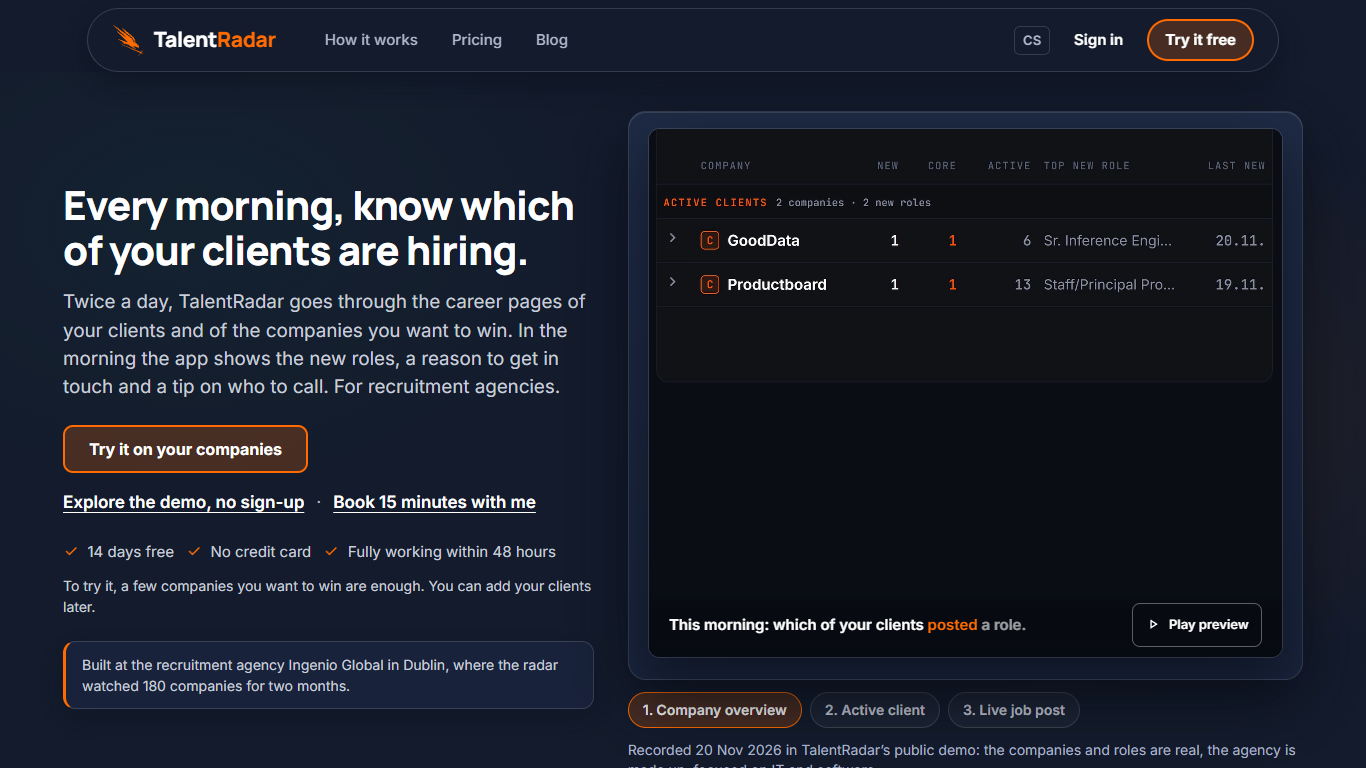 TalentRadar
How it works
Pricing
Blog
CS
Sign in
Try it free
Every morning, know which
of your clients are hiring.
Twice a day, TalentRadar goes through the career pages of
your clients and of the companies you want to win. In the
morning the app shows the new roles, a reason to get in
touch and a tip on who to call. For recruitment agencies.
Try it on your companies
Explore the demo, no sign-up · Book 15 minutes with me
14 days free
No credit card
Fully working within 48 hours
To try it, a few companies you want to win are enough. You can add your clients
later.
Built at the recruitment agency Ingenio Global in Dublin, where the radar
watched 180 companies for two months.
COMPANY NEW CORE ACTIVE TOP NEW ROLE LAST NEW
ACTIVE CLIENTS 2 companies · 2 new roles
C GoodData 1 1 6 Sr. Inference Engi... 20.11.
C Productboard 1 1 13 Staff/Principal Pro... 19.11.
This morning: which of your clients posted a role.
Play preview
1. Company overview
2. Active client
3. Live job post
Recorded 20 Nov 2026 in TalentRadar's public demo: the companies and roles are real, the agency is